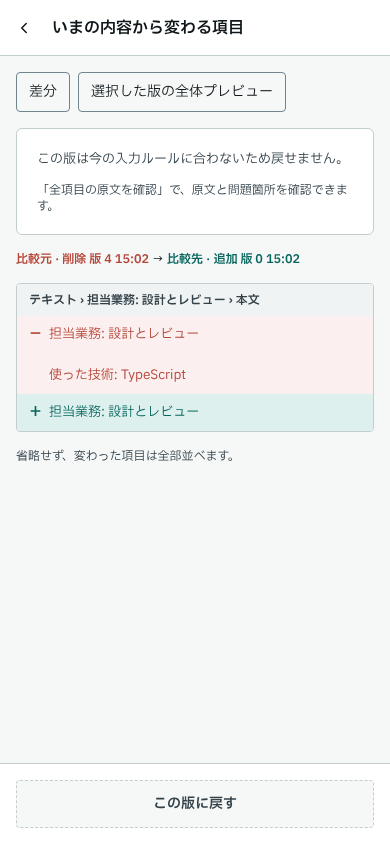 いまの内容から変わる項目
差分
選択した版の全体プレビュー
この版は今の入力ルールに合わないため戻せません。
「全項目の原文を確認」で、原文と問題箇所を確認できま
す。
比較元 · 削除 版 4 15:02 → 比較先 · 追加 版 0 15:02
テキスト › 担当業務: 設計とレビュー › 本文
− 担当業務: 設計とレビュー
使った技術: TypeScript
+ 担当業務: 設計とレビュー
省略せず、変わった項目は全部並べます。
この版に戻す